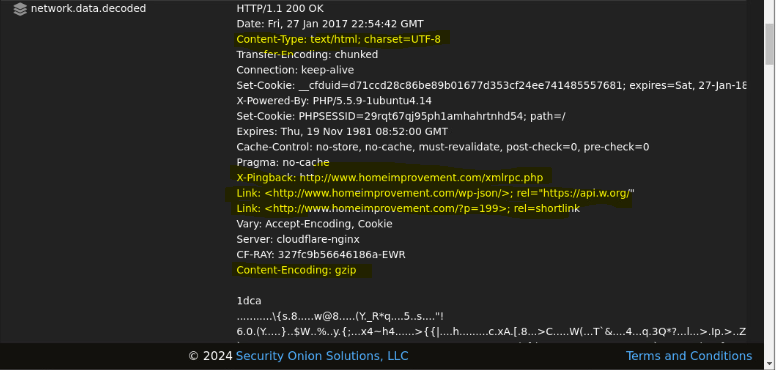 network.data.decoded
HTTP/1.1 200 OK
Date: Fri, 27 Jan 2017 22:54:42 GMT
Content-Type: text/html; charset=UTF-8
Transfer-Encoding: chunked
Connection: keep-alive
Set-Cookie: __cfduid=d71ccd28c86be89b01677d353cf24ee741485557681; expires=Sat, 27-Jan-18
X-Powered-By: PHP/5.5.9-1ubuntu4.14
Set-Cookie: PHPSESSID=29rqt67qj95ph1amhahrtnhd54; path=/
Expires: Thu, 19 Nov 1981 08:52:00 GMT
Cache-Control: no-store, no-cache, must-revalidate, post-check=0, pre-check=0
Pragma: no-cache
X-Pingback: http://www.homeimprovement.com/xmlrpc.php
Link: <http://www.homeimprovement.com/wp-json/>; rel="https://api.w.org/"
Link: <http://www.homeimprovement.com/?p=199>; rel=shortlink
Vary: Accept-Encoding, Cookie
Server: cloudflare-nginx
CF-RAY: 327fc9b56646186a-EWR
Content-Encoding: gzip
1dca
..........\{s.8.....w@8.....(Y._R*q....5..s...."!
6.0.(Y.....}..$W..%..y.{;...x4~h4......>{{|....h.........c.xA.[.8...>C.....W(...T`&....4...q.3Q*?...l...>.Ip.>..Z
© 2024 Security Onion Solutions, LLC
Terms and Conditions